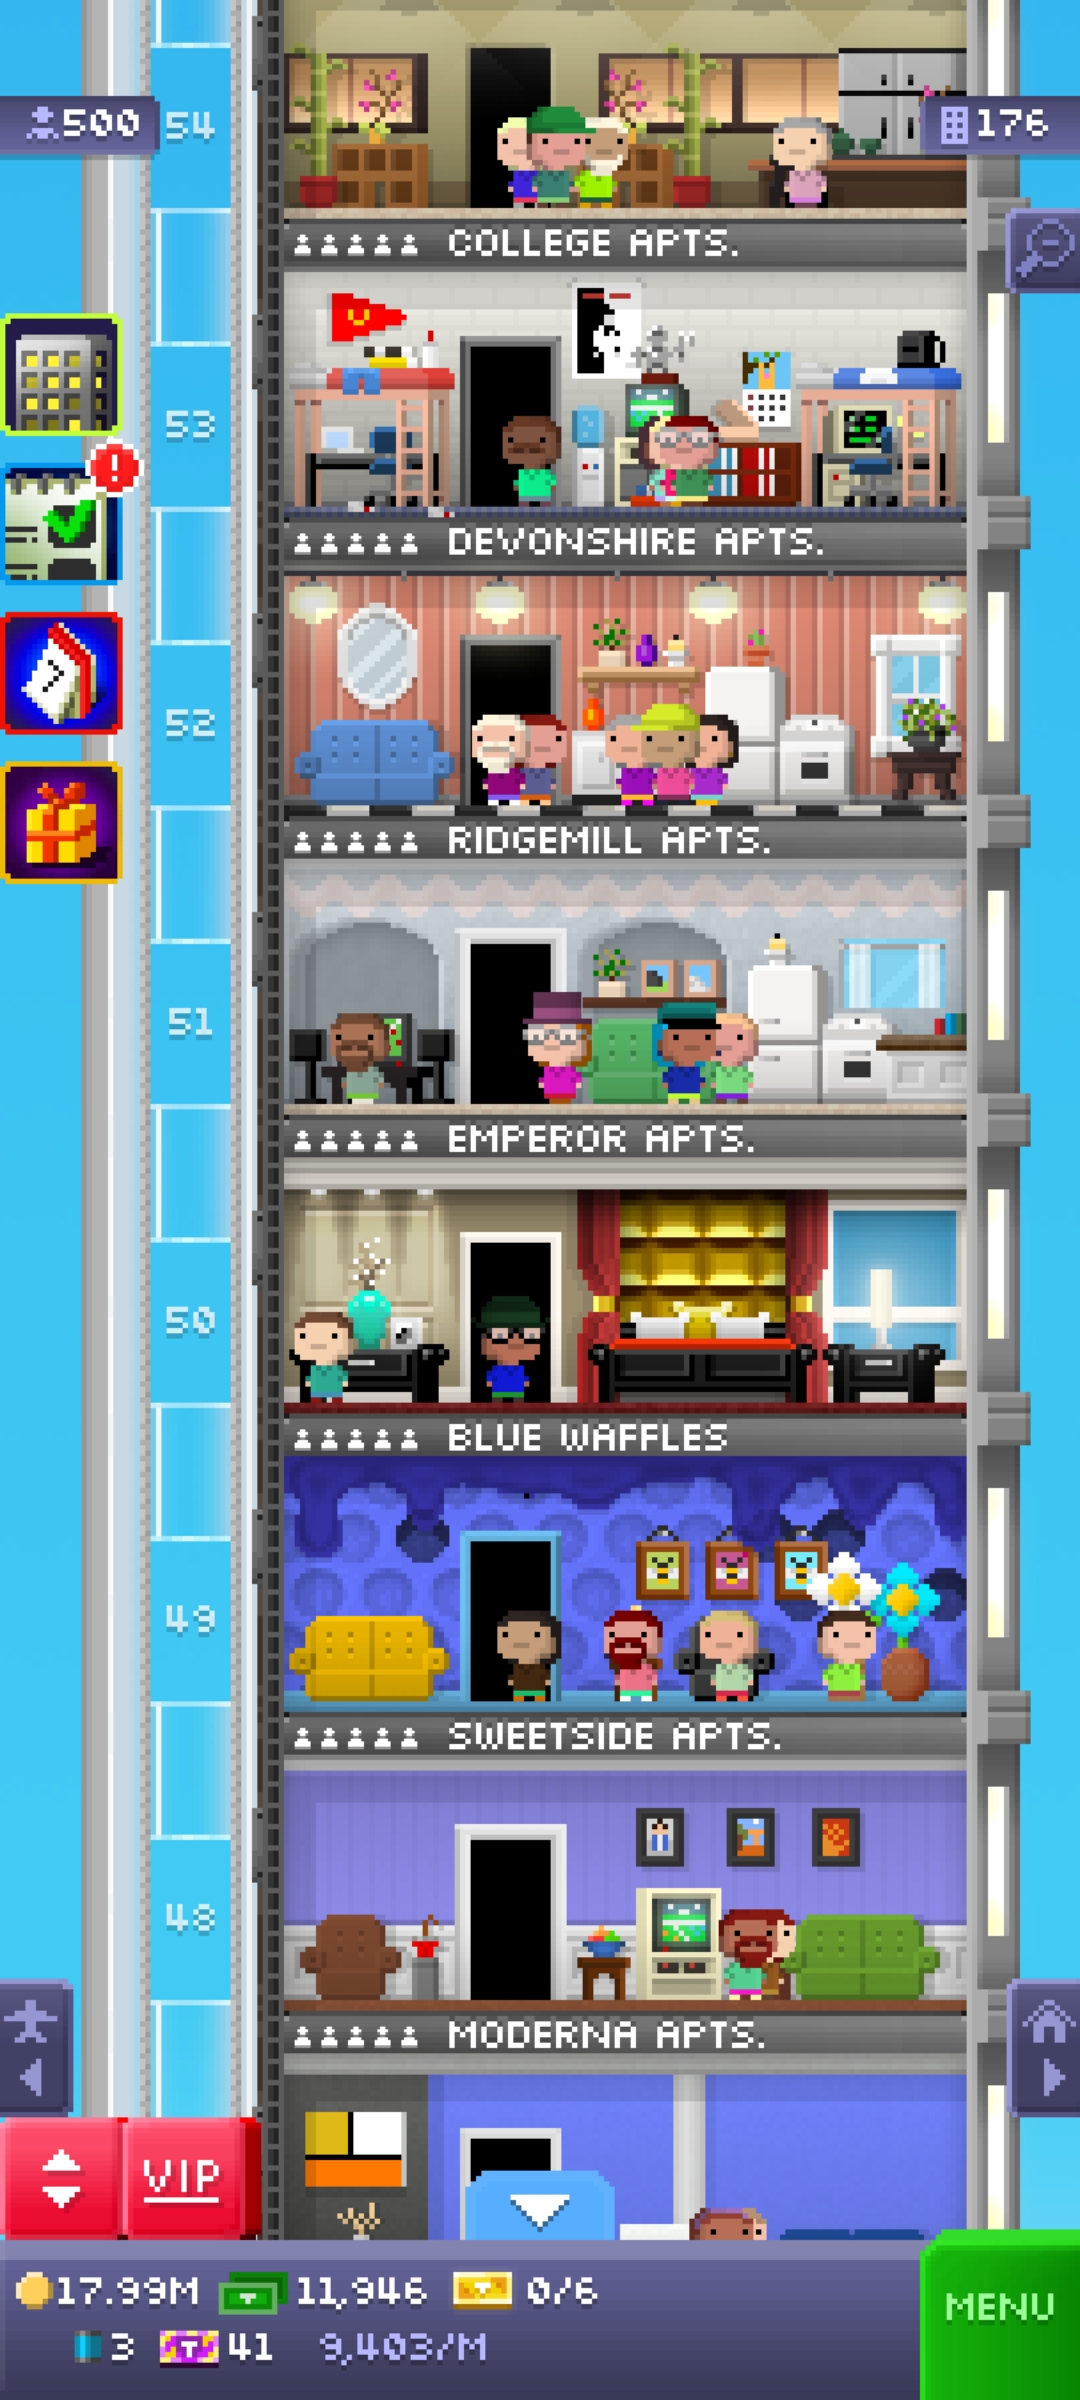 500
54
176
COLLEGE APTS.
53
DEVONSHIRE APTS.
52
RIDGEMILL APTS.
51
EMPEROR APTS.
50
BLUE WAFFLES
49
SWEETSIDE APTS.
48
MODERNA APTS.
VIP
17.99M 11,946 0/6
3 41 9,403/M
MENU